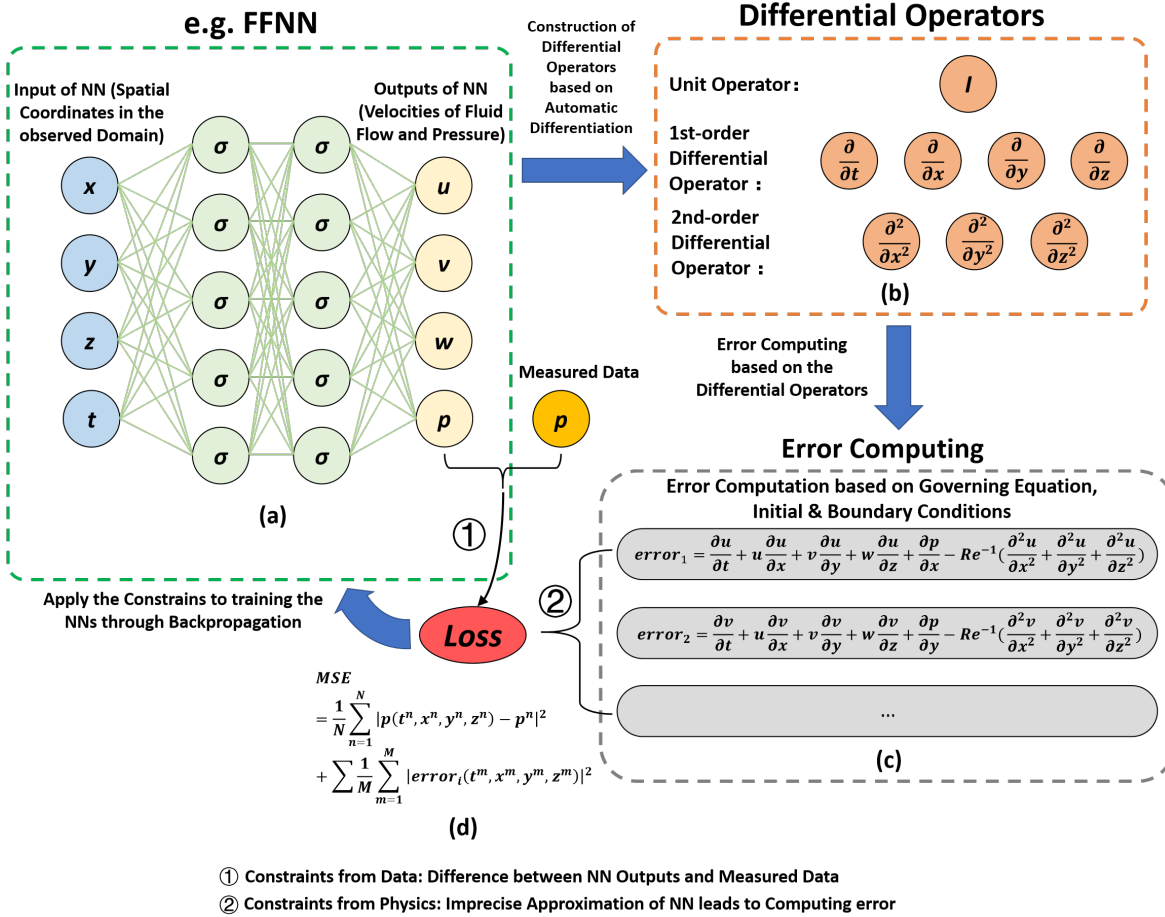 e.g. FFNN
Input of NN (Spatial
Coordinates in the
observed Domain)
Outputs of NN
(Velocities of Fluid
Flow and Pressure)
x
y
z
t
σ
σ
σ
σ
σ
σ
σ
σ
σ
σ
u
v
w
p
(a)
Construction of
Differential
Operators
based on
Automatic
Differentiation
Differential Operators
Unit Operator:
I
1st-order
Differential
Operator :
∂/∂t ∂/∂x ∂/∂y ∂/∂z
2nd-order
Differential
Operator :
∂²/∂x² ∂²/∂y² ∂²/∂z²
(b)
Measured Data
p
Error Computing
based on the
Differential Operators
Error Computing
Error Computation based on Governing Equation,
Initial & Boundary Conditions
error₁ = ∂u/∂t + u ∂u/∂x + v ∂u/∂y + w ∂u/∂z + ∂p/∂x − Re⁻¹(∂²u/∂x² + ∂²u/∂y² + ∂²u/∂z²)
error₂ = ∂v/∂t + u ∂v/∂x + v ∂v/∂y + w ∂v/∂z + ∂p/∂y − Re⁻¹(∂²v/∂x² + ∂²v/∂y² + ∂²v/∂z²)
...
(c)
①
②
Apply the Constrains to training the
NNs through Backpropagation
Loss
MSE
= 1/N ∑ₙ₌₁ᴺ |p(tⁿ, xⁿ, yⁿ, zⁿ) − pⁿ|²
+ ∑ 1/M ∑ₘ₌₁ᴹ |errorᵢ(tᵐ, xᵐ, yᵐ, zᵐ)|²
(d)
① Constraints from Data: Difference between NN Outputs and Measured Data
② Constraints from Physics: Imprecise Approximation of NN leads to Computing error